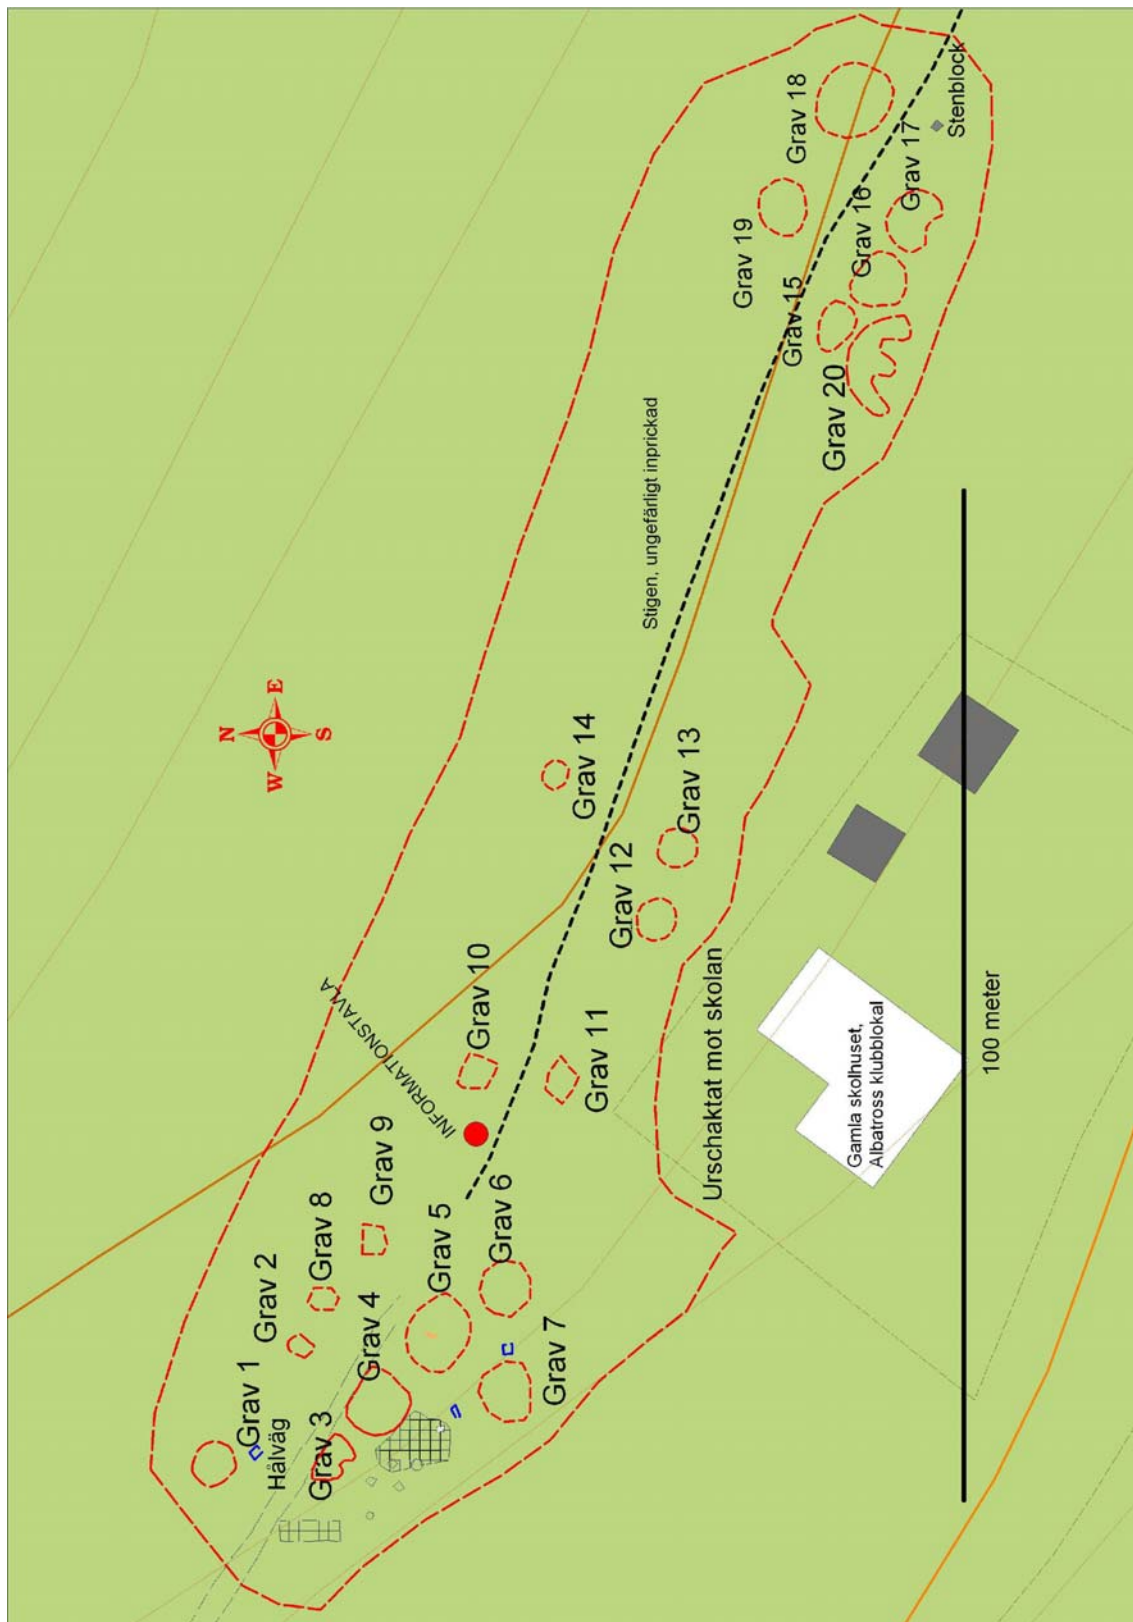 Grav 1
Hålväg
Grav 2
Grav 3
Grav 4
Grav 5
Grav 6
Grav 7
Grav 8
Grav 9
INFORMATIONSTAVLA
Grav 10
Grav 11
Grav 12
Grav 13
Grav 14
N
E
S
W
Stigen, ungefärligt inprickad
Grav 15
Grav 16
Grav 17
Grav 18
Grav 19
Grav 20
Stenblock
Urschaktat mot skolan
Gamla skolhuset,
Albatross klubblokal
100 meter